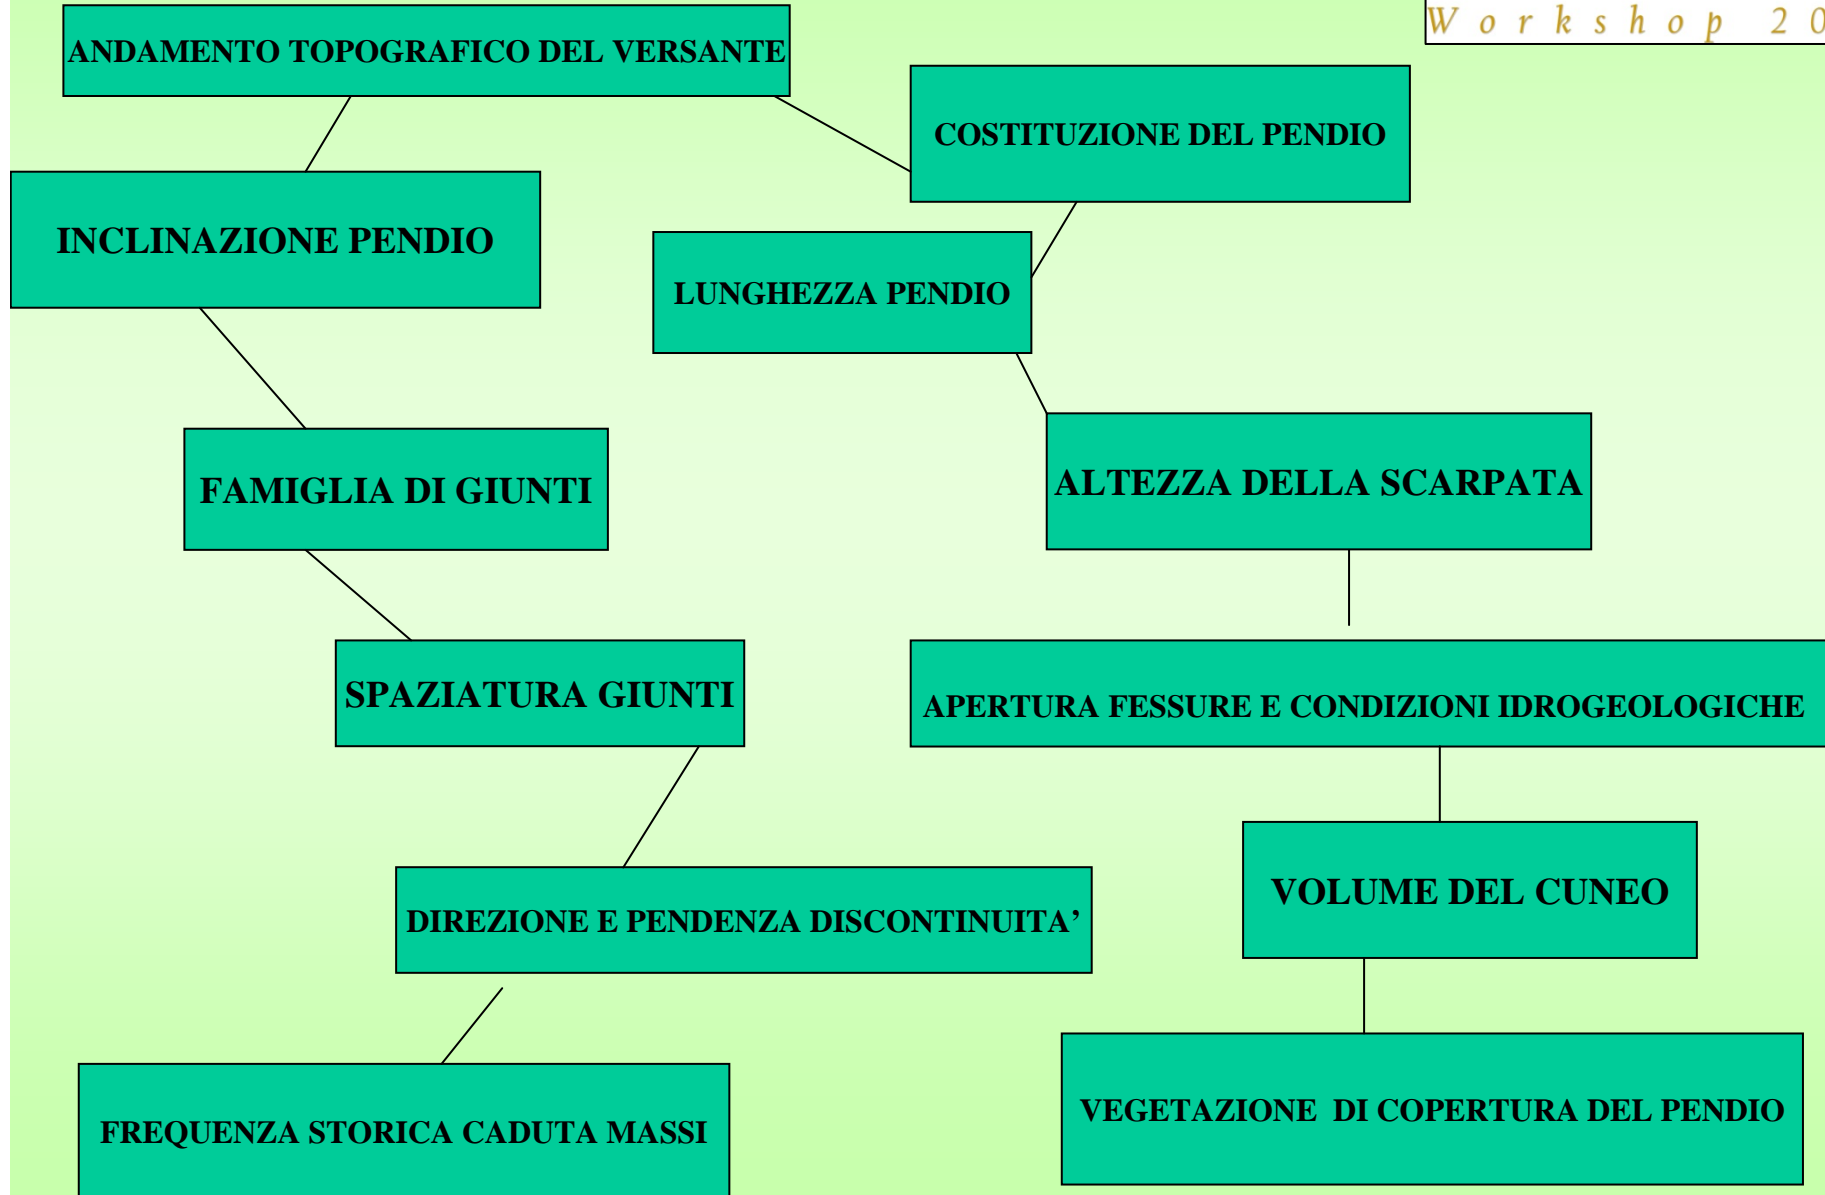 Workshop 20
ANDAMENTO TOPOGRAFICO DEL VERSANTE
COSTITUZIONE DEL PENDIO
INCLINAZIONE PENDIO
LUNGHEZZA PENDIO
FAMIGLIA DI GIUNTI
ALTEZZA DELLA SCARPATA
SPAZIATURA GIUNTI
APERTURA FESSURE E CONDIZIONI IDROGEOLOGICHE
VOLUME DEL CUNEO
DIREZIONE E PENDENZA DISCONTINUITA’
VEGETAZIONE DI COPERTURA DEL PENDIO
FREQUENZA STORICA CADUTA MASSI